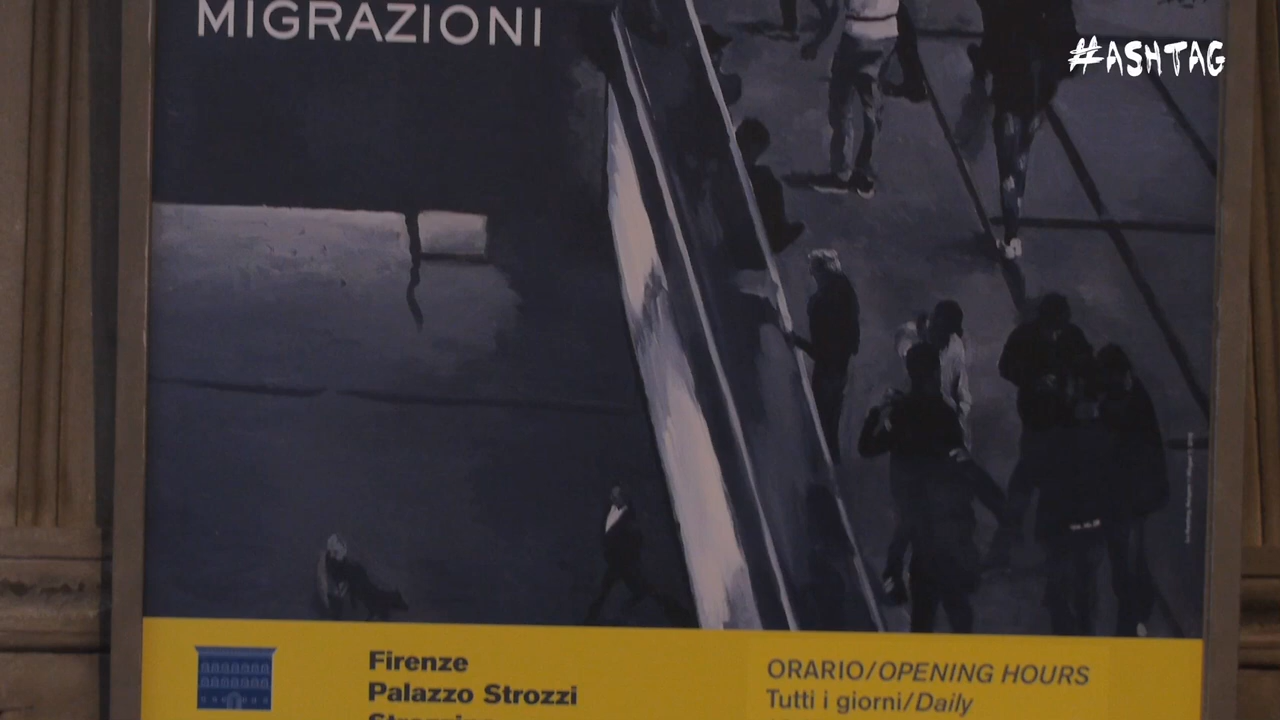 MIGRAZIONI
#ASHTAG
Firenze
Palazzo Strozzi
ORARIO/OPENING HOURS
Tutti i giorni/Daily